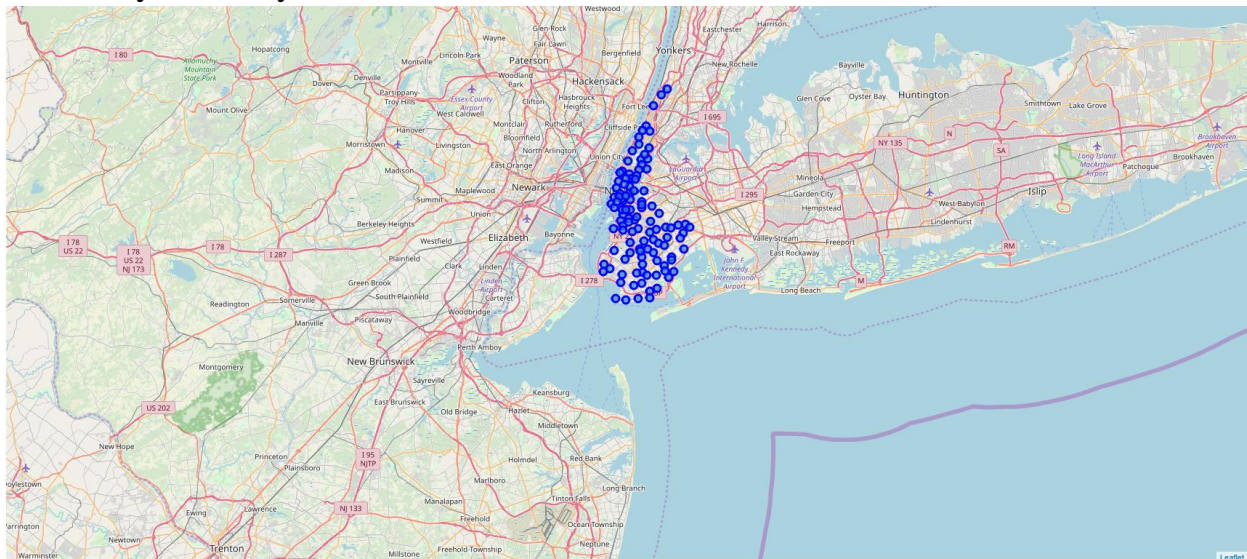 Westwood
Harrison
Glen Rock
Eastchester
Yonkers
Wayne
Lincoln Park
Fair Lawn
Bergenfield
I 80
Hopatcong
Montville
Paterson
New Rochelle
Bayville
Allamuchy
Mountain
State Park
Denville
Woodland
Park
Hackensack
Huntington
Dover
Parsippany-
Troy Hills
Clifton
Hasbrouck
Heights
Fort Lee
Glen Cove
Oyster Bay
Smithtown
Lake Grove
Mount Olive
Essex County
Airport
West Caldwell
Rutherford
I 695
Hanover
Montclair
Bloomfield
N
Brookhaven
Airport
Morristown
Livingston
North Arlington
Union City
NY 135
SA
Long Island
MacArthur
Airport
East Orange
LaGuardia
Airport
Patchogue
Brookhaven
Madison
Maplewood
Newark
I 295
Mineola
Garden City
Islip
Mendham
Summit
Union
Hempstead
West-Babylon
Lindenhurst
Berkeley Heights
Elizabeth
Bayonne
Valley Stream
Freeport
I 78
US 22
I 78
US 22
NJ 173
I 78
Westfield
East Rockaway
RM
I 287
Plainfield
Clark
Linden
Airport
John F.
Kennedy
International
Airport
Long Beach
M
Green Brook
I 278
Readington
Somerville
South Plainfield
Carteret
Manville
Piscataway
Woodbridge
New Brunswick
Perth Amboy
Montgomery
Sayreville
Keansburg
US 202
East Brunswick
Old Bridge
Hazlet
Middletown
New Hope
I 95
NJTP
Princeton
Plainsboro
Holmdel
Red Bank
Doylestown
Marlboro
Long Branch
Warrington
Ewing
Lawrence
NJ 133
Manalapan
Tinton Falls
Freehold
Ocean Township
Warminster
Newtown
Trenton
Millstone
Freehold Township
Neptune
Leaflet